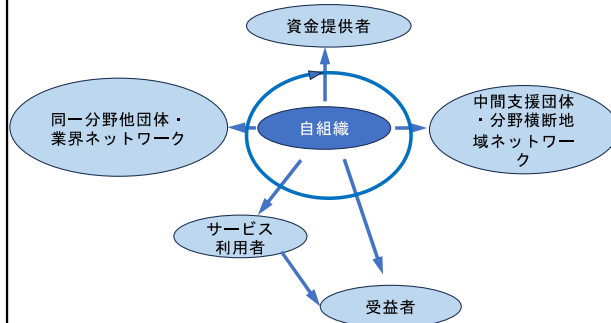 資金提供者
同一分野他団体・
業界ネットワーク
自組織
中間支援団体
・分野横断地
域ネットワー
ク
サービス
利用者
受益者